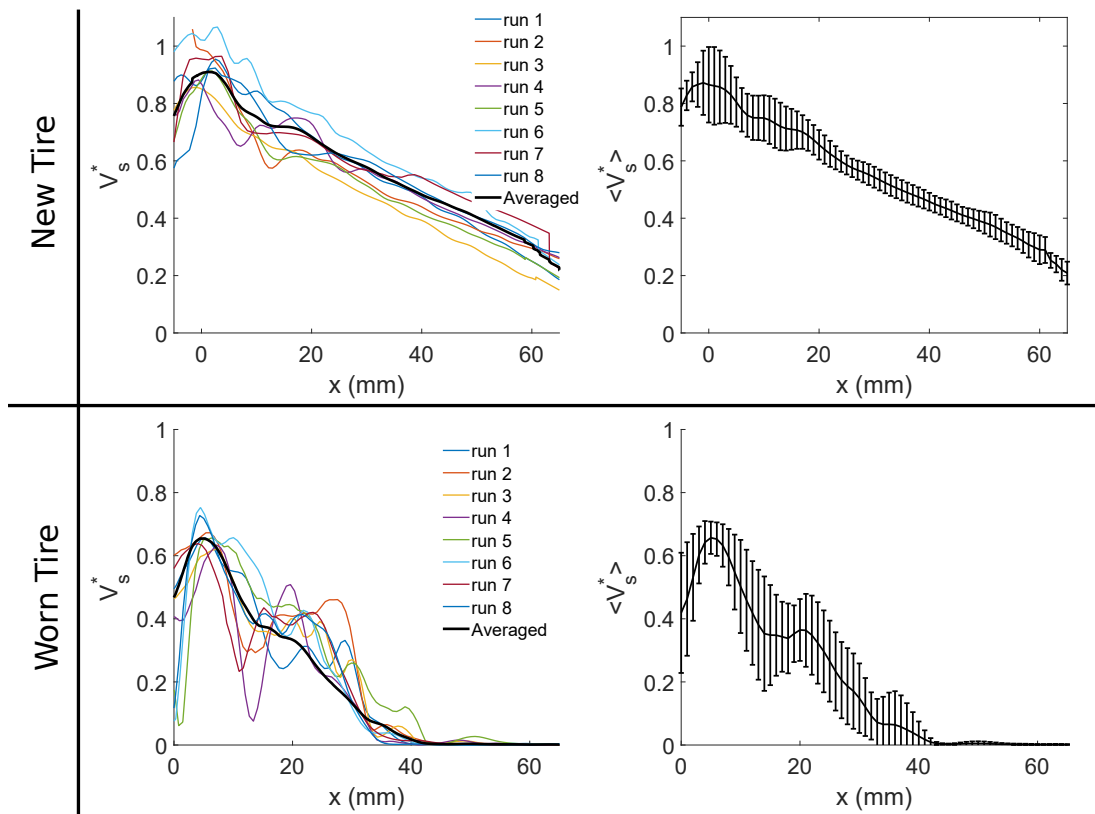 New Tire
V*s
1
0.8
0.6
0.4
0.2
0
0 20 40 60
x (mm)
run 1
run 2
run 3
run 4
run 5
run 6
run 7
run 8
Averaged
<V*s>
1
0.8
0.6
0.4
0.2
0
0 20 40 60
x (mm)
Worn Tire
V*s
1
0.8
0.6
0.4
0.2
0
0 20 40 60
x (mm)
run 1
run 2
run 3
run 4
run 5
run 6
run 7
run 8
Averaged
<V*s>
1
0.8
0.6
0.4
0.2
0
0 20 40 60
x (mm)